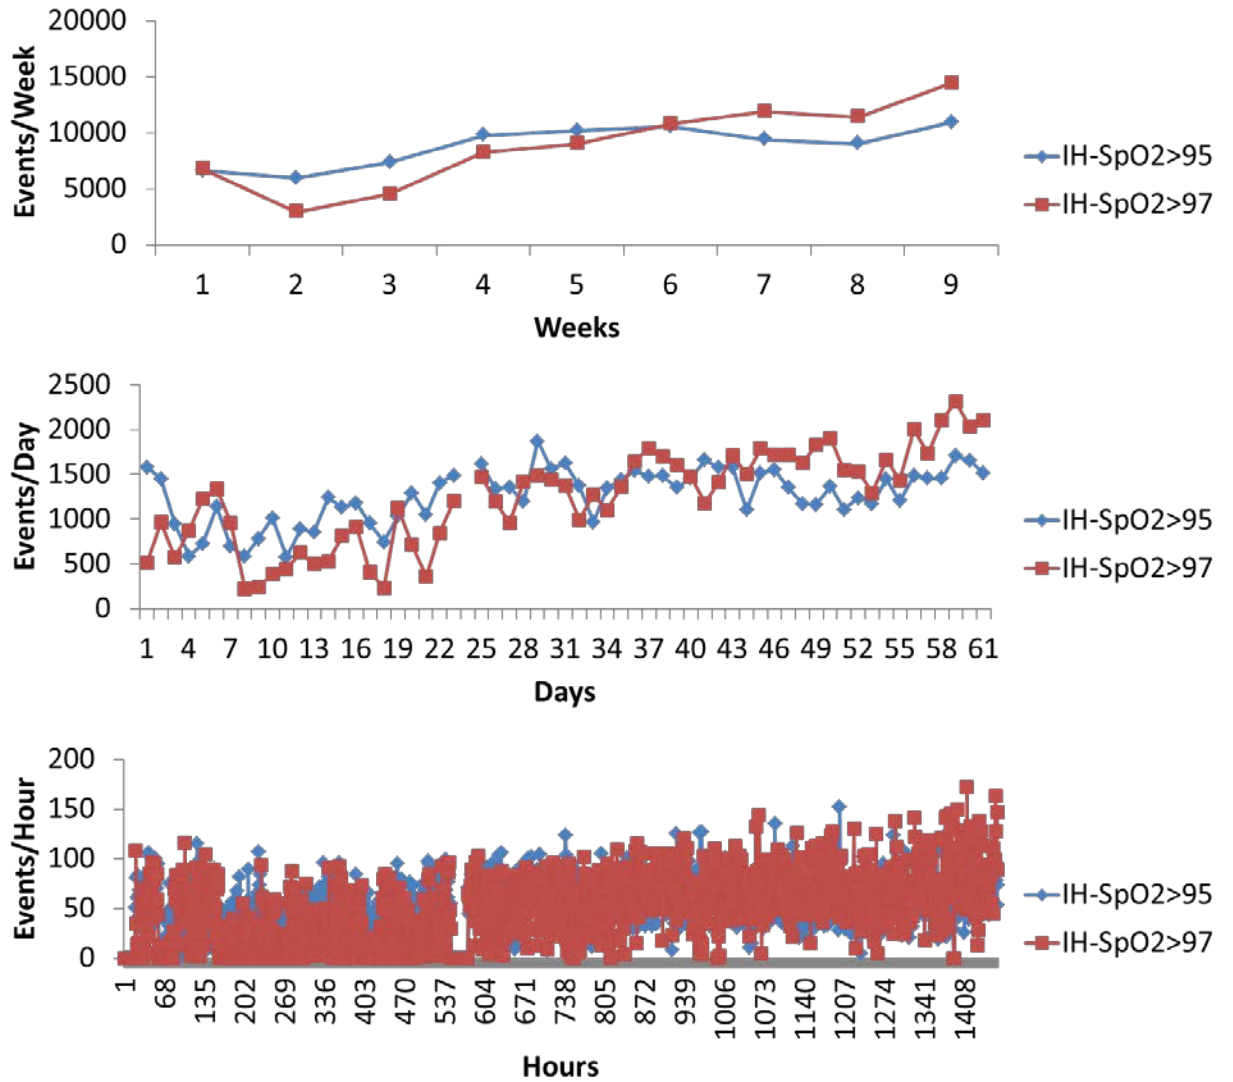 20000
15000
10000
5000
0
Events/Week
1 2 3 4 5 6 7 8 9
Weeks
IH-SpO2>95
IH-SpO2>97
2500
2000
1500
1000
500
0
Events/Day
1 4 7 10 13 16 19 22 25 28 31 34 37 40 43 46 49 52 55 58 61
Days
IH-SpO2>95
IH-SpO2>97
200
150
100
50
0
Events/Hour
1 68 135 202 269 336 403 470 537 604 671 738 805 872 939 1006 1073 1140 1207 1274 1341 1408
Hours
IH-SpO2>95
IH-SpO2>97